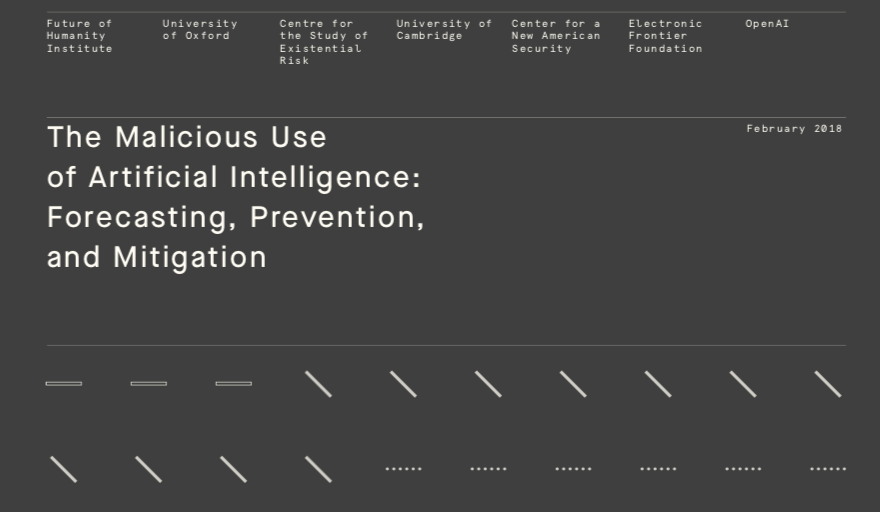 Future of
Humanity
Institute
University
of Oxford
Centre for
the Study of
Existential
Risk
University of
Cambridge
Center for a
New American
Security
Electronic
Frontier
Foundation
OpenAI
February 2018
The Malicious Use
of Artificial Intelligence:
Forecasting, Prevention,
and Mitigation